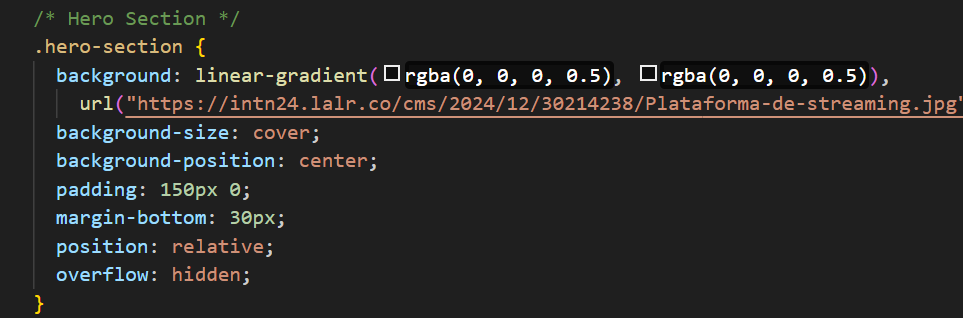 /* Hero Section */
.hero-section {
background: linear-gradient(rgba(0, 0, 0, 0.5), rgba(0, 0, 0, 0.5)),
url("https://intn24.lalr.co/cms/2024/12/30214238/Plataforma-de-streaming.jpg"
background-size: cover;
background-position: center;
padding: 150px 0;
margin-bottom: 30px;
position: relative;
overflow: hidden;
}